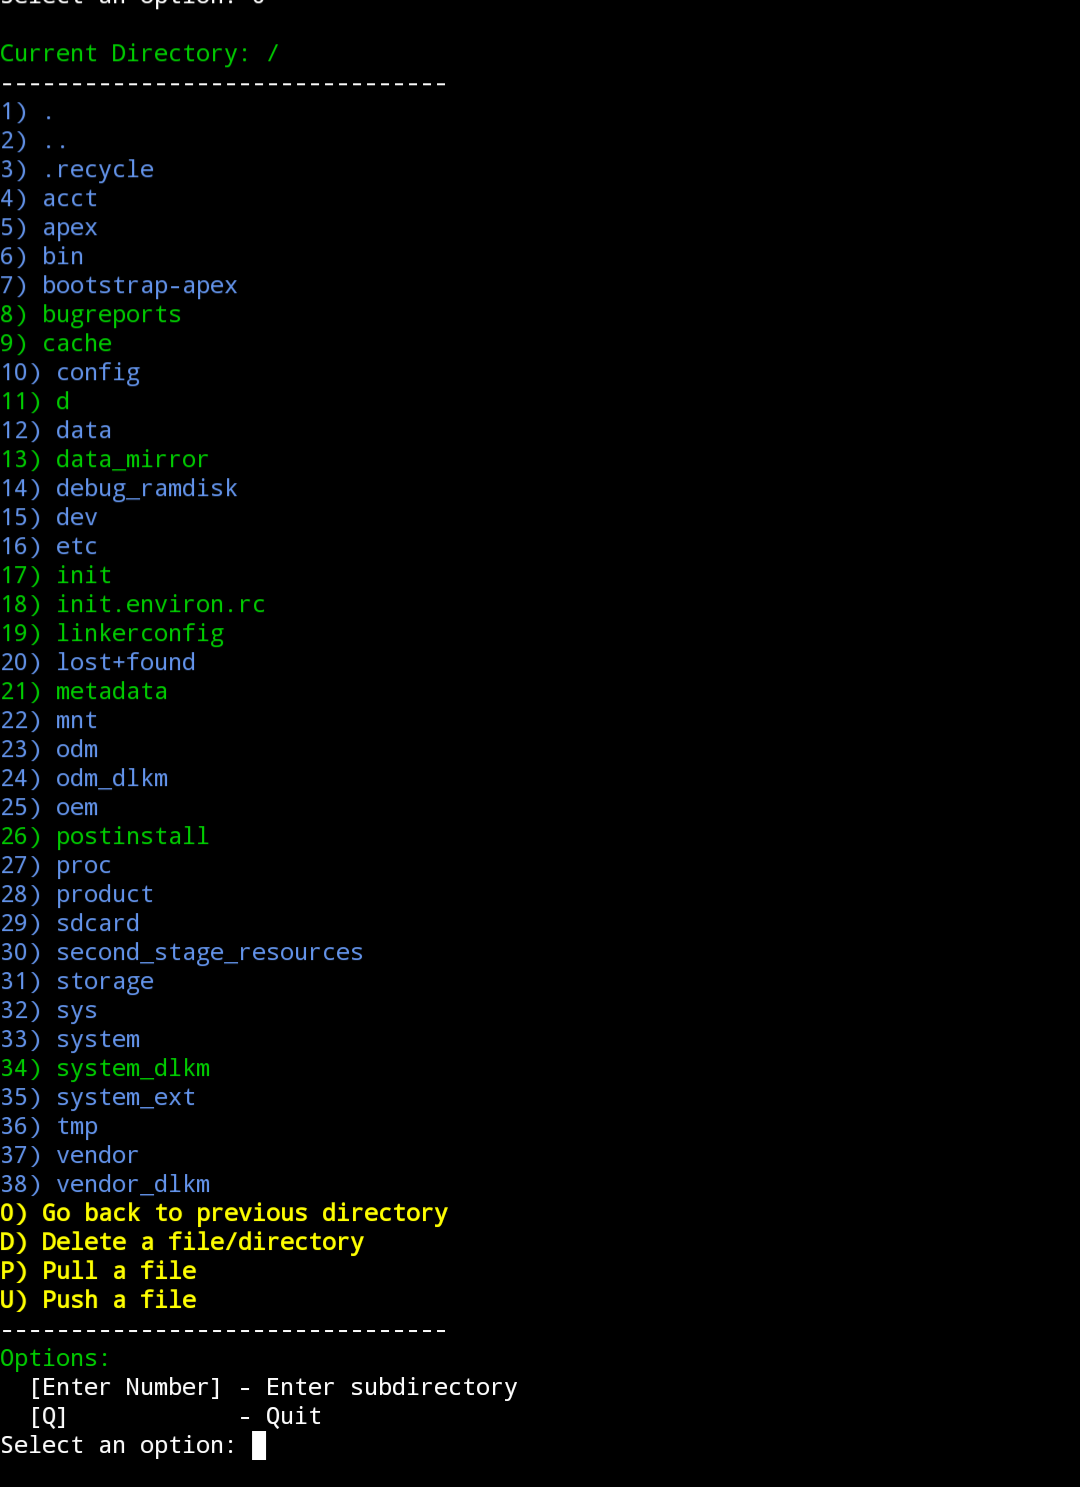 Select an option: 0
Current Directory: /
--------------------------------
1) .
2) ..
3) .recycle
4) acct
5) apex
6) bin
7) bootstrap-apex
8) bugreports
9) cache
10) config
11) d
12) data
13) data_mirror
14) debug_ramdisk
15) dev
16) etc
17) init
18) init.environ.rc
19) linkerconfig
20) lost+found
21) metadata
22) mnt
23) odm
24) odm_dlkm
25) oem
26) postinstall
27) proc
28) product
29) sdcard
30) second_stage_resources
31) storage
32) sys
33) system
34) system_dlkm
35) system_ext
36) tmp
37) vendor
38) vendor_dlkm
0) Go back to previous directory
D) Delete a file/directory
P) Pull a file
U) Push a file
--------------------------------
Options:
  [Enter Number] - Enter subdirectory
  [Q]            - Quit
Select an option: